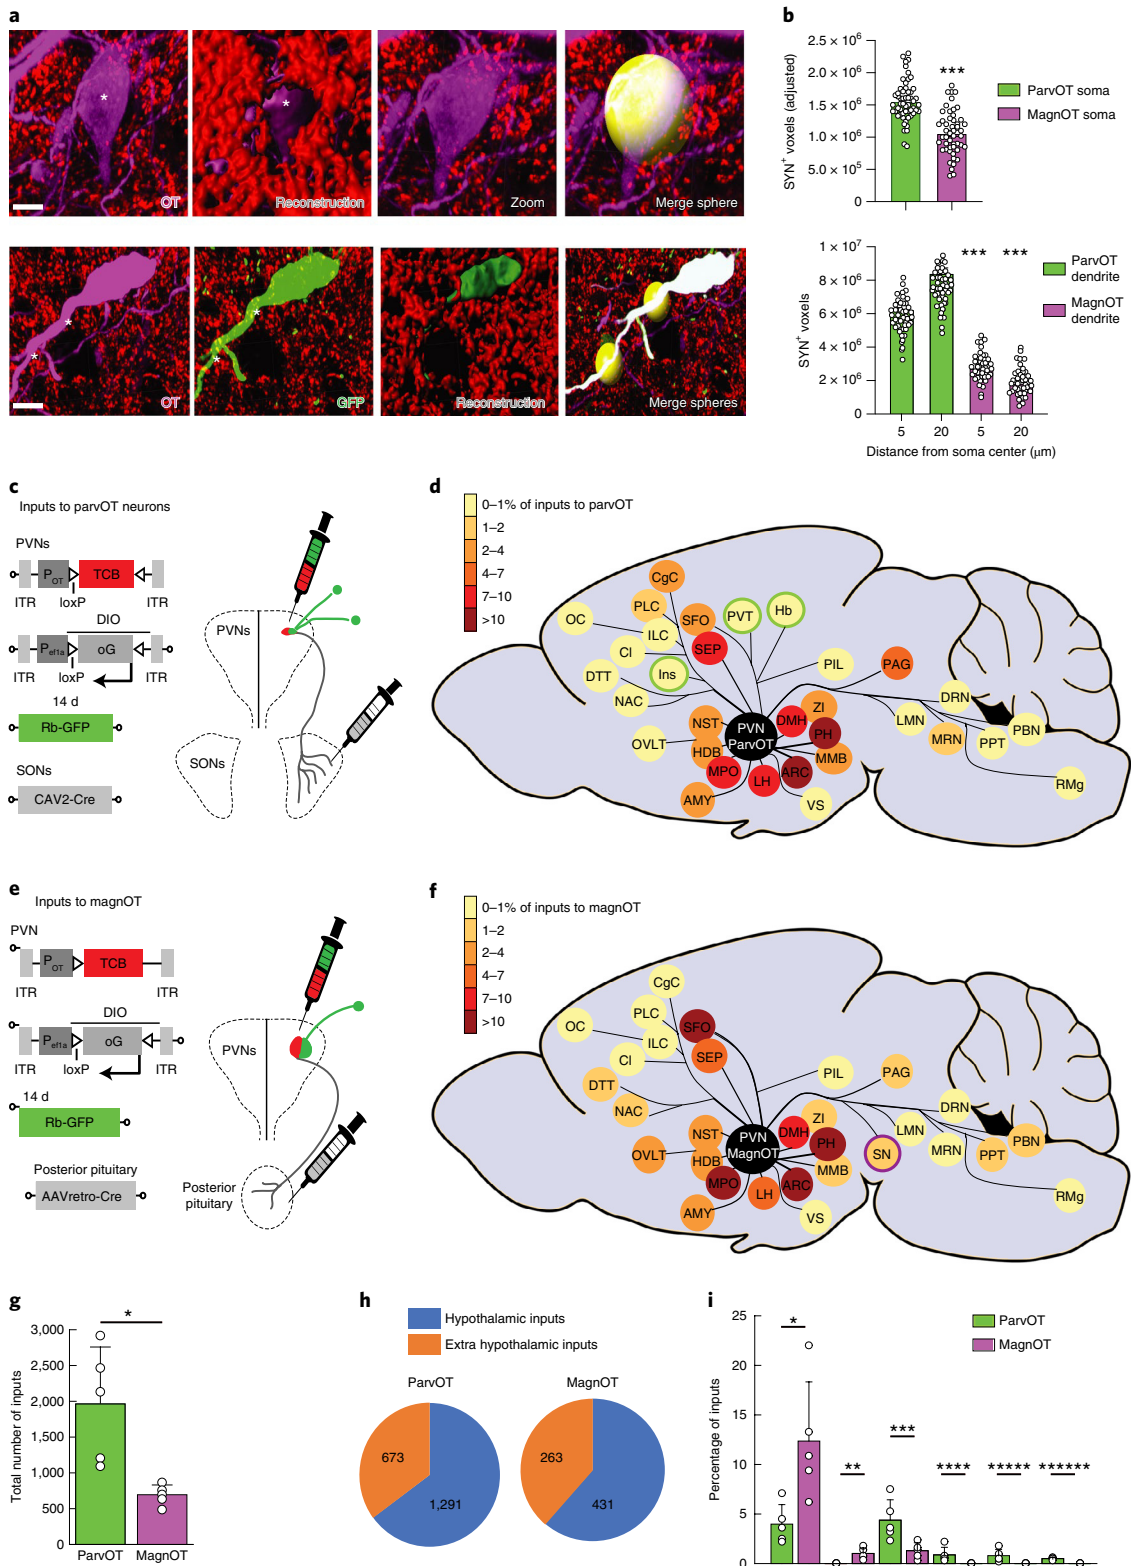 a
OT
Reconstruction
Zoom
Merge sphere
OT
GFP
Reconstruction
Merge spheres
b
SYN+ voxels (adjusted)
2.5 × 10⁶
2.0 × 10⁶
1.5 × 10⁶
1.0 × 10⁶
5.0 × 10⁵
0
***
ParvOT soma
MagnOT soma
SYN+ voxels
1 × 10⁷
8 × 10⁶
6 × 10⁶
4 × 10⁶
2 × 10⁶
0
*** ***
ParvOT
dendrite
MagnOT
dendrite
5 20 5 20
Distance from soma center (μm)
c
Inputs to parvOT neurons
PVNs
P_OT TCB
ITR loxP ITR
DIO
P_ef1a oG
ITR loxP ITR
14 d
Rb-GFP
SONs
CAV2-Cre
PVNs
SONs
d
0–1% of inputs to parvOT
1–2
2–4
4–7
7–10
>10
CgC
PLC
OC
ILC
SFO
PVT
Hb
CI
SEP
DTT
Ins
PIL
PAG
NAC
DRN
NST
PVN
ParvOT
DMH
ZI
LMN
PBN
OVLT
HDB
PH
MRN
PPT
MPO
LH
ARC
MMB
RMg
AMY
VS
e
Inputs to magnOT
PVN
P_OT TCB
ITR ITR
DIO
P_ef1a oG
ITR loxP ITR
14 d
Rb-GFP
Posterior pituitary
AAVretro-Cre
PVNs
Posterior
pituitary
f
0–1% of inputs to magnOT
1–2
2–4
4–7
7–10
>10
CgC
PLC
OC
SFO
ILC
CI
SEP
DTT
PIL
PAG
NAC
DRN
NST
PVN
MagnOT
DMH
ZI
LMN
PBN
OVLT
HDB
PH
SN
MRN
PPT
MPO
LH
ARC
MMB
RMg
AMY
VS
g
Total number of inputs
3,000
2,500
2,000
1,500
1,000
500
0
*
ParvOT MagnOT
h
Hypothalamic inputs
Extra hypothalamic inputs
ParvOT
MagnOT
673
1,291
263
431
i
Percentage of inputs
25
20
15
10
5
0
ParvOT
MagnOT
*
**
***
****
*****
******